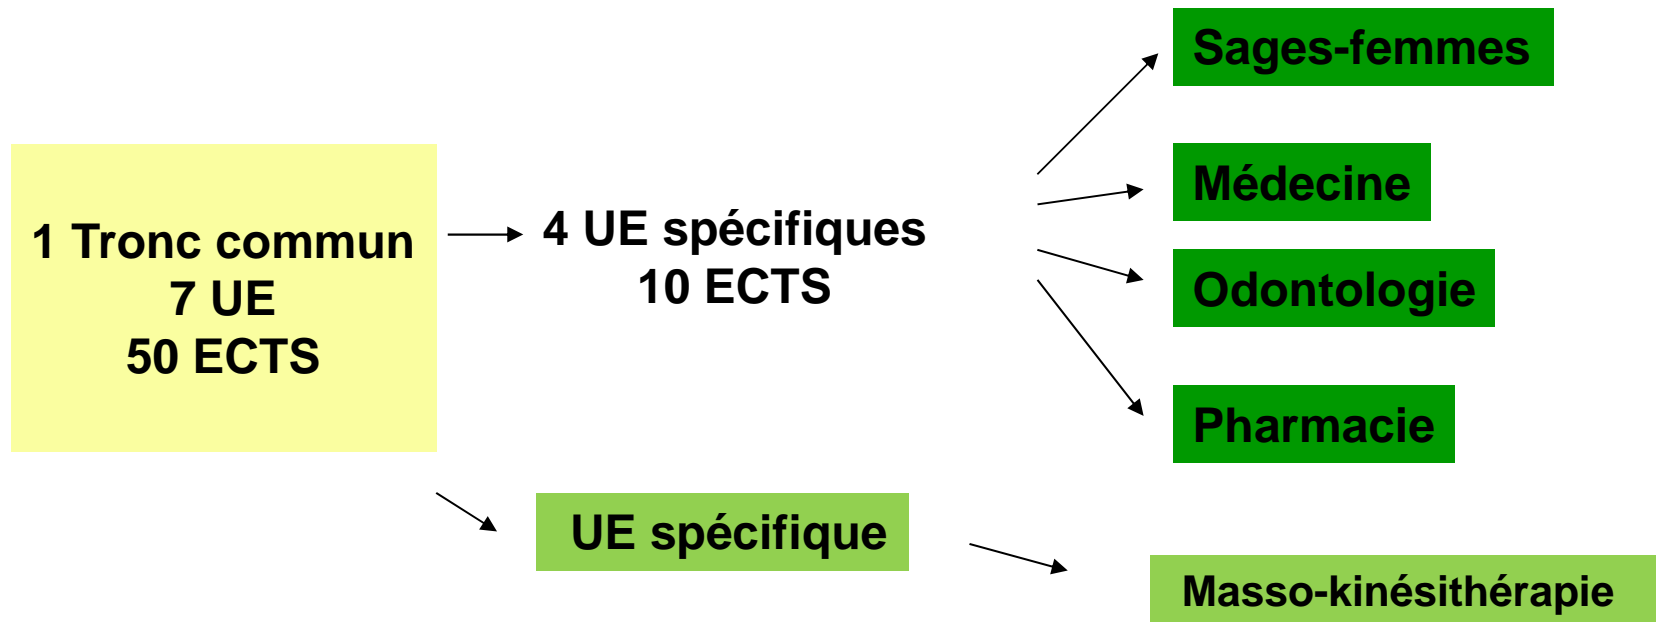 1 Tronc commun
7 UE
50 ECTS
4 UE spécifiques
10 ECTS
Sages-femmes
Médecine
Odontologie
Pharmacie
UE spécifique
Masso-kinésithérapie